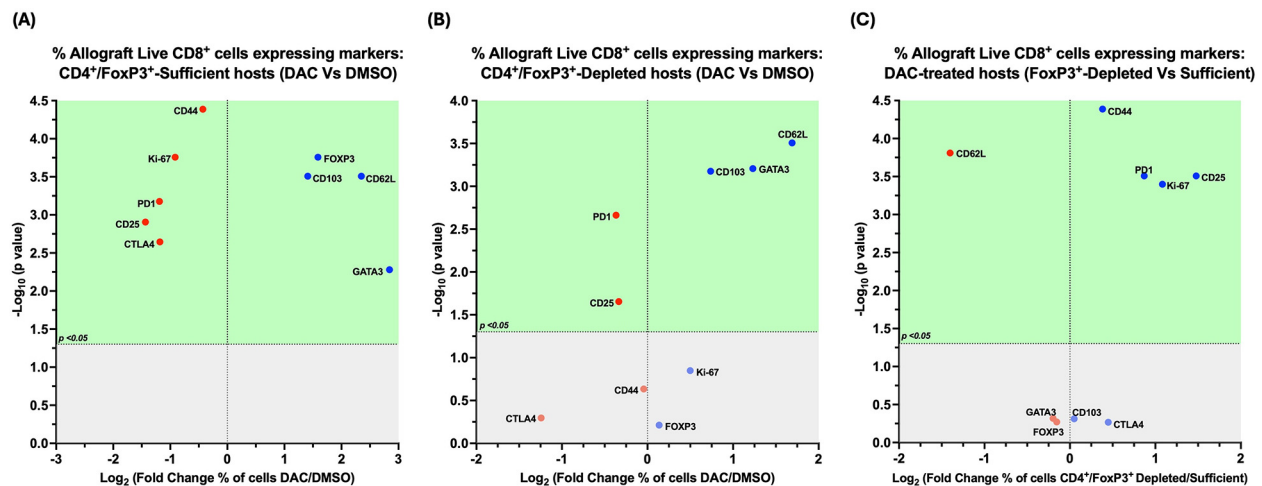 (A)
% Allograft Live CD8+ cells expressing markers:
CD4+/FoxP3+-Sufficient hosts (DAC Vs DMSO)
4.5
4.0
3.5
3.0
2.5
2.0
1.5
1.0
0.5
0.0
-Log10 (p value)
CD44
Ki-67
FOXP3
CD103
CD62L
PD1
CD25
CTLA4
GATA3
p <0.05
-3
-2
-1
0
1
2
3
Log2 (Fold Change % of cells DAC/DMSO)
(B)
% Allograft Live CD8+ cells expressing markers:
CD4+/FoxP3+-Depleted hosts (DAC Vs DMSO)
4.0
3.5
3.0
2.5
2.0
1.5
1.0
0.5
0.0
-Log10 (p value)
CD62L
CD103
GATA3
PD1
CD25
p <0.05
Ki-67
CD44
CTLA4
FOXP3
-2
-1
0
1
2
Log2 (Fold Change % of cells DAC/DMSO)
(C)
% Allograft Live CD8+ cells expressing markers:
DAC-treated hosts (FoxP3+-Depleted Vs Sufficient)
4.5
4.0
3.5
3.0
2.5
2.0
1.5
1.0
0.5
0.0
-Log10 (p value)
CD44
CD62L
PD1
Ki-67
CD25
p <0.05
GATA3
CD103
FOXP3
CTLA4
-2
-1
0
1
2
Log2 (Fold Change % of cells CD4+/FoxP3+ Depleted/Sufficient)